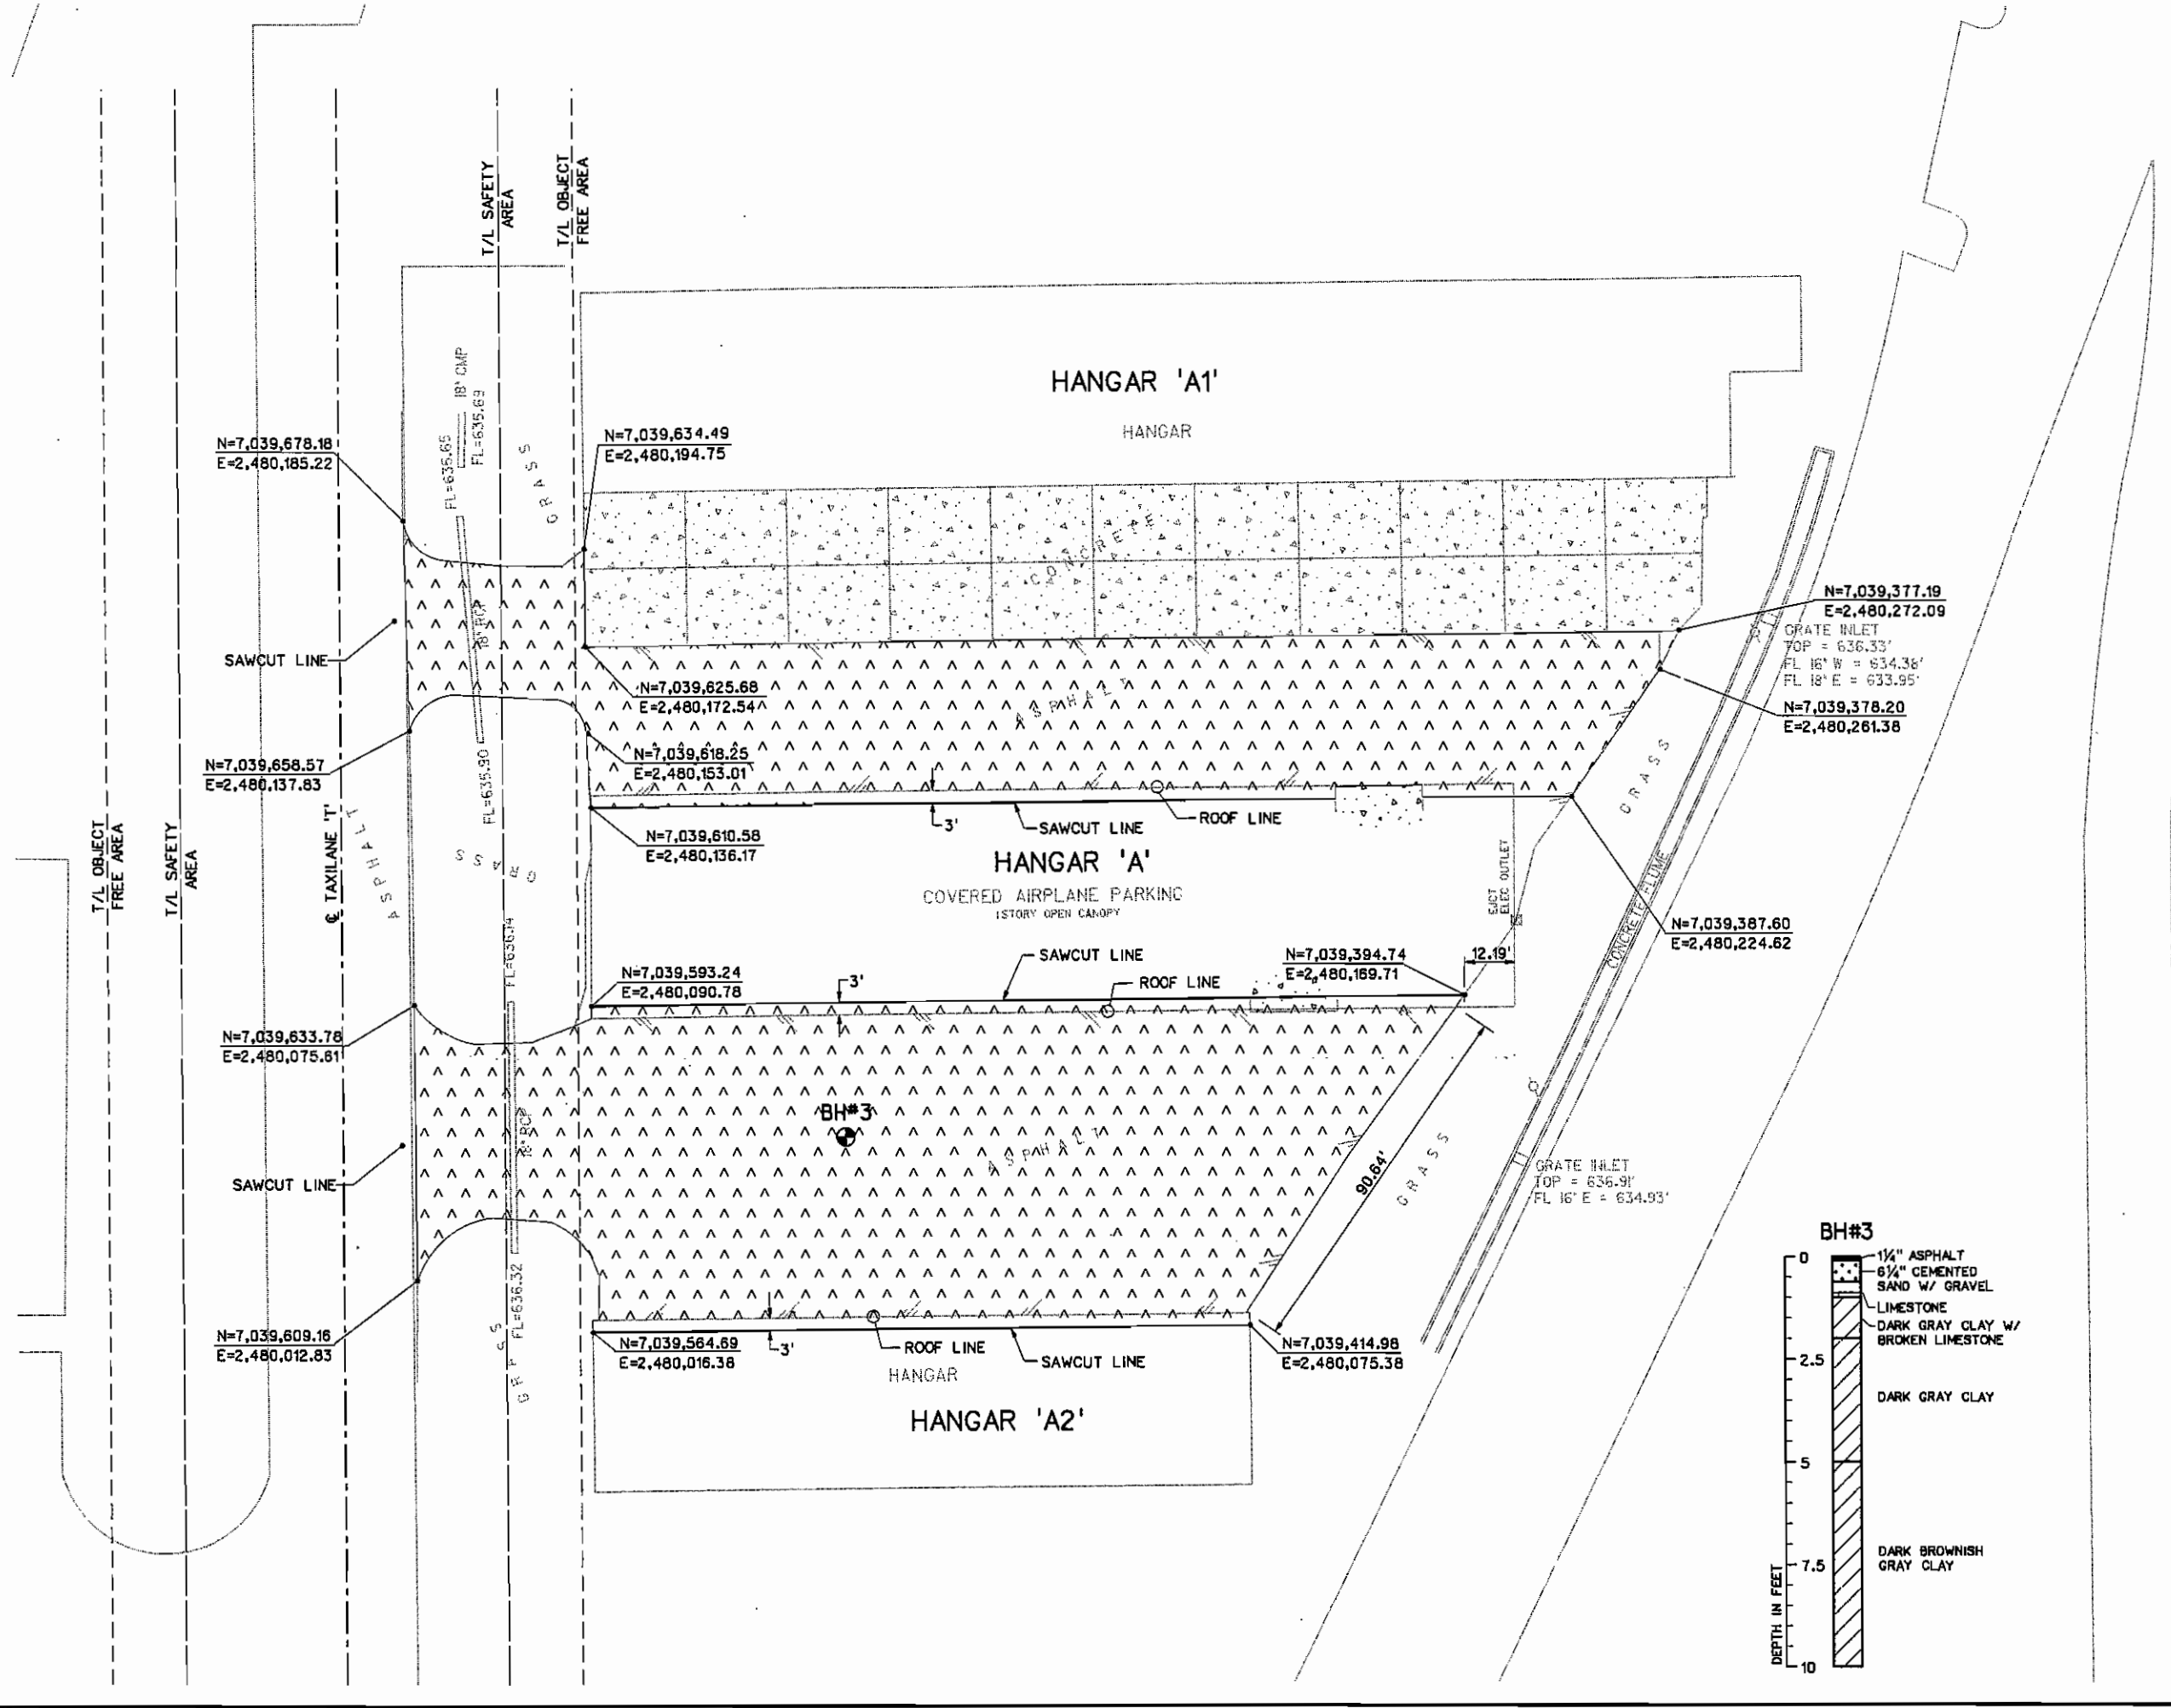 T/L SAFETY
AREA
T/L OBJECT
FREE AREA
HANGAR 'A1'
HANGAR
18" CMP
FL=635.69
FL=635.65
GRASS
N=7,039,678.18
E=2,480,185.22
N=7,039,634.49
E=2,480,194.75
CONCRETE
N=7,039,377.19
E=2,480,272.09
GRATE INLET
TOP = 636.33'
FL 16" W = 634.38'
FL 18" E = 633.95'
18" RCP
SAWCUT LINE
N=7,039,625.68
E=2,480,172.54
ASPHALT
N=7,039,378.20
E=2,480,261.38
N=7,039,618.25
E=2,480,153.01
N=7,039,658.57
E=2,480,137.83
FL=635.90
GRASS
3'
SAWCUT LINE
ROOF LINE
N=7,039,610.58
E=2,480,136.17
T/L OBJECT
FREE AREA
T/L SAFETY
AREA
℄ TAXILANE 'T'
ASPHALT
GRASS
HANGAR 'A'
COVERED AIRPLANE PARKING
1 STORY OPEN CANOPY
ELEC OUTLET
CONCRETE FLUME
N=7,039,387.60
E=2,480,224.62
FL=636.14
SAWCUT LINE
N=7,039,394.74
E=2,480,169.71
12.19'
N=7,039,593.24
E=2,480,090.78
3'
ROOF LINE
N=7,039,633.78
E=2,480,075.61
BH#3
18" RCP
ASPHALT
90.64'
GRASS
GRATE INLET
TOP = 636.91'
FL 16" E = 634.93'
SAWCUT LINE
FL=636.32
N=7,039,609.16
E=2,480,012.83
N=7,039,564.69
E=2,480,016.38
3'
ROOF LINE
SAWCUT LINE
N=7,039,414.98
E=2,480,075.38
HANGAR
HANGAR 'A2'
BH#3
0
1¼" ASPHALT
6¼" CEMENTED
SAND W/ GRAVEL
LIMESTONE
DARK GRAY CLAY W/
BROKEN LIMESTONE
2.5
DARK GRAY CLAY
5
DARK BROWNISH
GRAY CLAY
7.5
DEPTH IN FEET
10